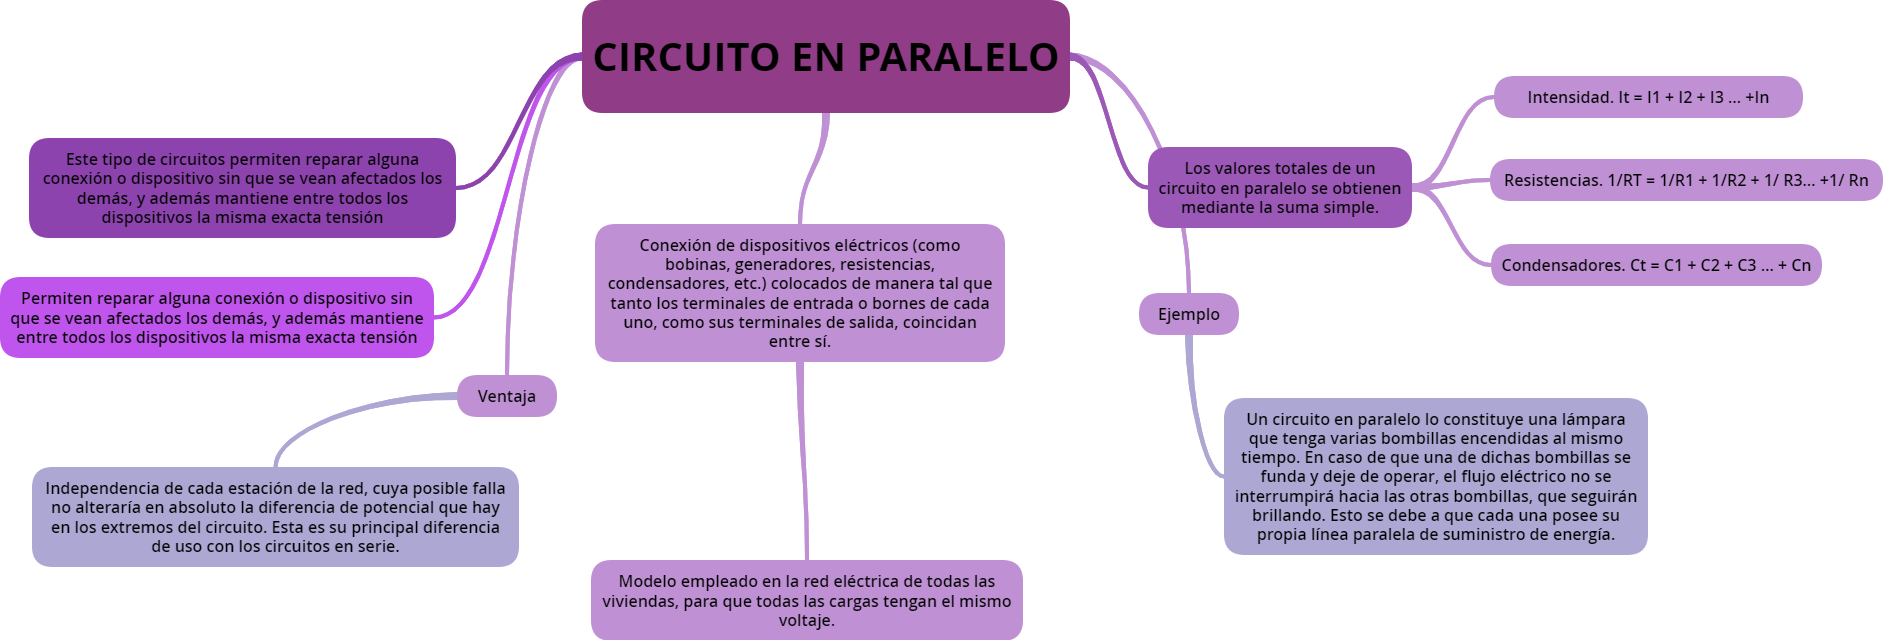 CIRCUITO EN PARALELO
Este tipo de circuitos permiten reparar alguna
conexión o dispositivo sin que se vean afectados los
demás, y además mantiene entre todos los
dispositivos la misma exacta tensión
Permiten reparar alguna conexión o dispositivo sin
que se vean afectados los demás, y además mantiene
entre todos los dispositivos la misma exacta tensión
Ventaja
Independencia de cada estación de la red, cuya posible falla
no alteraría en absoluto la diferencia de potencial que hay
en los extremos del circuito. Esta es su principal diferencia
de uso con los circuitos en serie.
Conexión de dispositivos eléctricos (como
bobinas, generadores, resistencias,
condensadores, etc.) colocados de manera tal que
tanto los terminales de entrada o bornes de cada
uno, como sus terminales de salida, coincidan
entre sí.
Modelo empleado en la red eléctrica de todas las
viviendas, para que todas las cargas tengan el mismo
voltaje.
Los valores totales de un
circuito en paralelo se obtienen
mediante la suma simple.
Intensidad. It = I1 + I2 + I3 ... +In
Resistencias. 1/RT = 1/R1 + 1/R2 + 1/ R3... +1/ Rn
Condensadores. Ct = C1 + C2 + C3 ... + Cn
Ejemplo
Un circuito en paralelo lo constituye una lámpara
que tenga varias bombillas encendidas al mismo
tiempo. En caso de que una de dichas bombillas se
funda y deje de operar, el flujo eléctrico no se
interrumpirá hacia las otras bombillas, que seguirán
brillando. Esto se debe a que cada una posee su
propia línea paralela de suministro de energía.